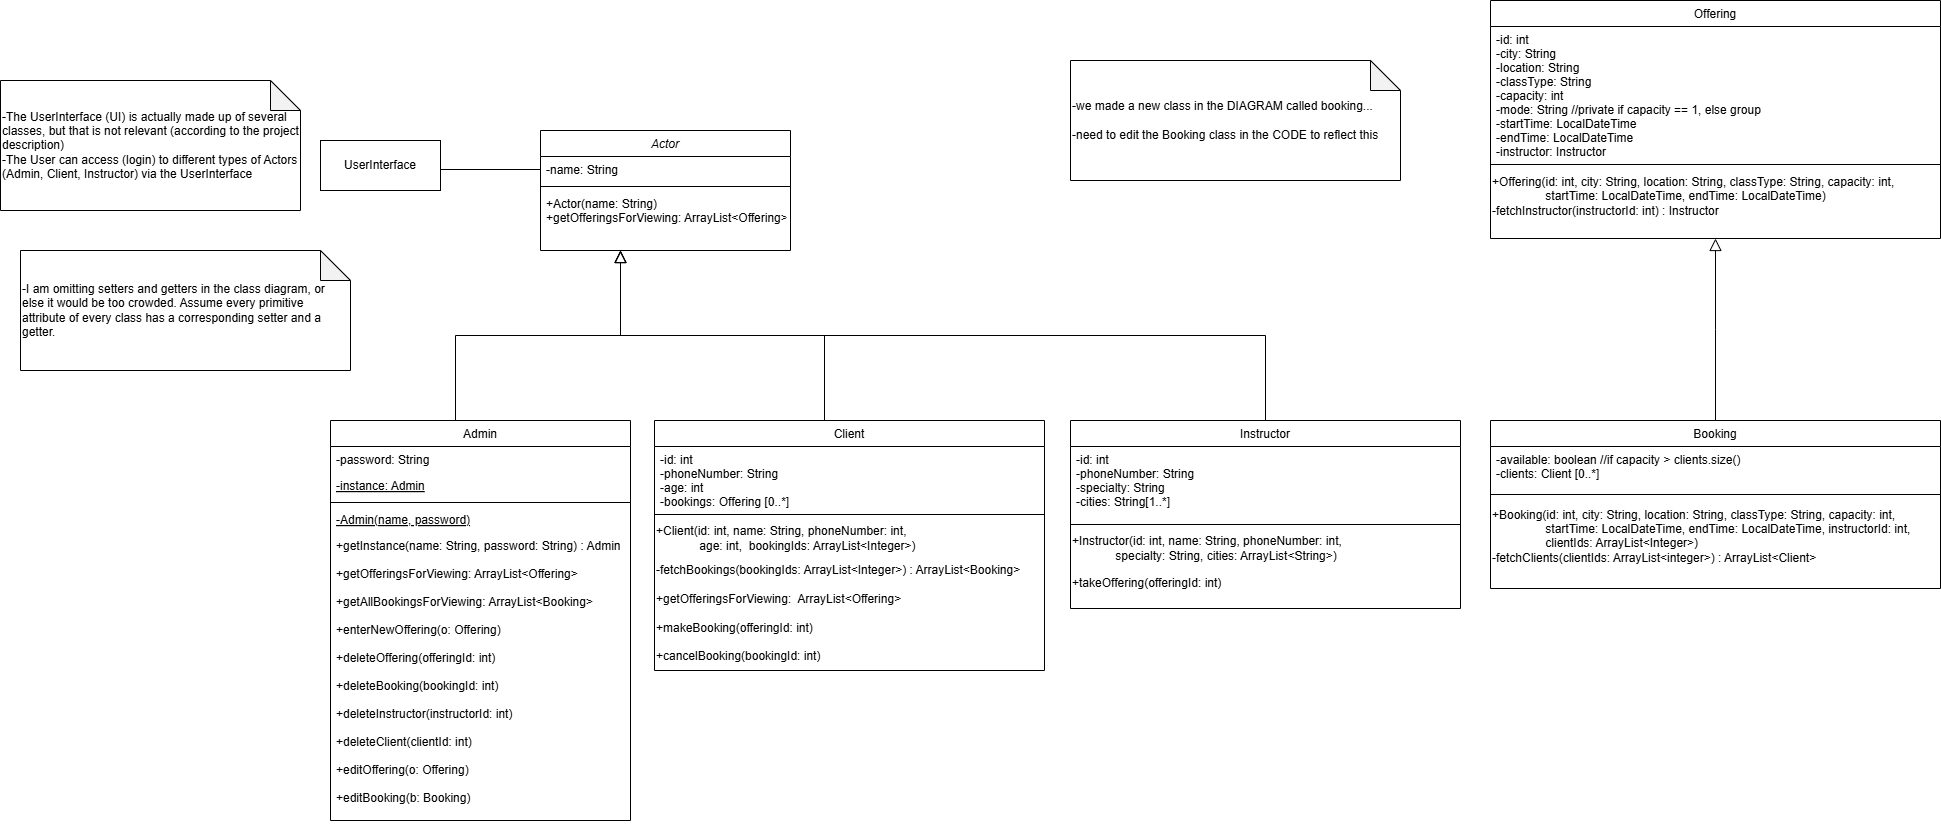 -The UserInterface (UI) is actually made up of several
classes, but that is not relevant (according to the project
description)
-The User can access (login) to different types of Actors
(Admin, Client, Instructor) via the UserInterface
-I am omitting setters and getters in the class diagram, or
else it would be too crowded. Assume every primitive
attribute of every class has a corresponding setter and a
getter.
UserInterface
Actor
-name: String
+Actor(name: String)
+getOfferingsForViewing: ArrayList<Offering>
-we made a new class in the DIAGRAM called booking...
-need to edit the Booking class in the CODE to reflect this
Offering
-id: int
-city: String
-location: String
-classType: String
-capacity: int
-mode: String //private if capacity == 1, else group
-startTime: LocalDateTime
-endTime: LocalDateTime
-instructor: Instructor
+Offering(id: int, city: String, location: String, classType: String, capacity: int,
startTime: LocalDateTime, endTime: LocalDateTime)
-fetchInstructor(instructorId: int) : Instructor
Admin
-password: String
-instance: Admin
-Admin(name, password)
+getInstance(name: String, password: String) : Admin
+getOfferingsForViewing: ArrayList<Offering>
+getAllBookingsForViewing: ArrayList<Booking>
+enterNewOffering(o: Offering)
+deleteOffering(offeringId: int)
+deleteBooking(bookingId: int)
+deleteInstructor(instructorId: int)
+deleteClient(clientId: int)
+editOffering(o: Offering)
+editBooking(b: Booking)
Client
-id: int
-phoneNumber: String
-age: int
-bookings: Offering [0..*]
+Client(id: int, name: String, phoneNumber: int,
age: int, bookingIds: ArrayList<Integer>)
-fetchBookings(bookingIds: ArrayList<Integer>) : ArrayList<Booking>
+getOfferingsForViewing: ArrayList<Offering>
+makeBooking(offeringId: int)
+cancelBooking(bookingId: int)
Instructor
-id: int
-phoneNumber: String
-specialty: String
-cities: String[1..*]
+Instructor(id: int, name: String, phoneNumber: int,
specialty: String, cities: ArrayList<String>)
+takeOffering(offeringId: int)
Booking
-available: boolean //if capacity > clients.size()
-clients: Client [0..*]
+Booking(id: int, city: String, location: String, classType: String, capacity: int,
startTime: LocalDateTime, endTime: LocalDateTime, instructorId: int,
clientIds: ArrayList<Integer>)
-fetchClients(clientIds: ArrayList<integer>) : ArrayList<Client>